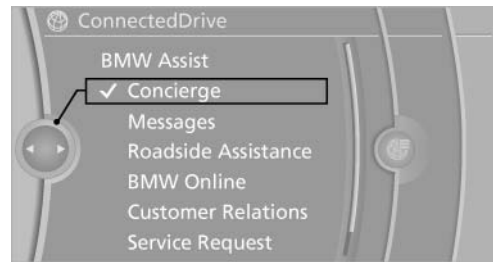 ConnectedDrive
BMW Assist
Concierge
Messages
Roadside Assistance
BMW Online
Customer Relations
Service Request